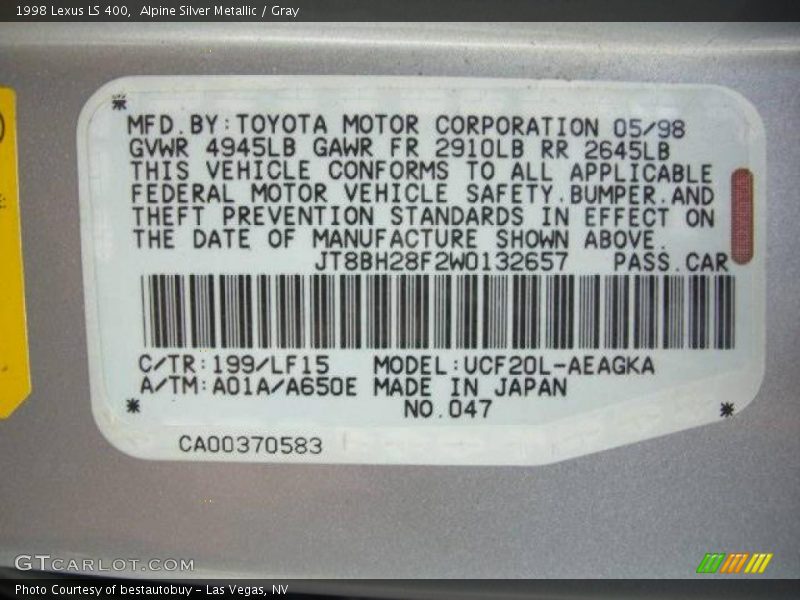 1998 Lexus LS 400,  Alpine Silver Metallic / Gray
MFD.BY:TOYOTA MOTOR CORPORATION 05/98
GVWR 4945LB GAWR FR 2910LB RR 2645LB
THIS VEHICLE CONFORMS TO ALL APPLICABLE
FEDERAL MOTOR VEHICLE SAFETY.BUMPER.AND
THEFT PREVENTION STANDARDS IN EFFECT ON
THE DATE OF MANUFACTURE SHOWN ABOVE.
JT8BH28F2W0132657 PASS.CAR
C/TR:199/LF15 MODEL:UCF20L-AEAGKA
A/TM:A01A/A650E MADE IN JAPAN
NO.047
CA00370583
GTCARLOT.COM
Photo Courtesy of bestautobuy - Las Vegas, NV